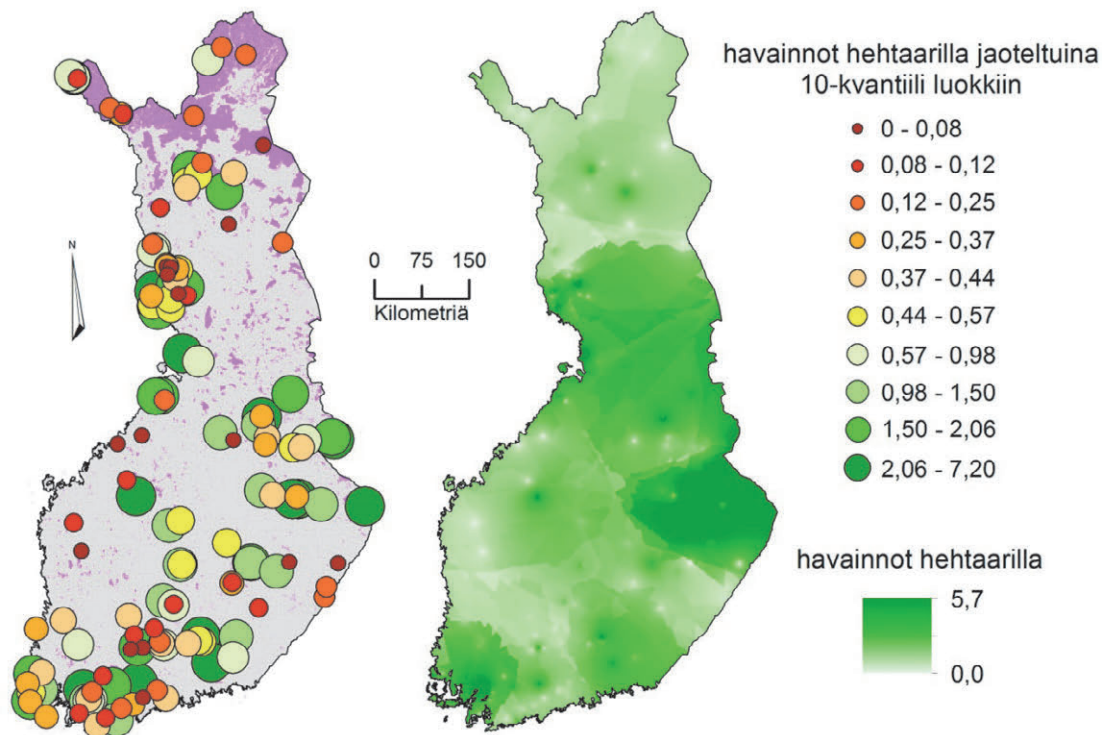 N
0 75 150
Kilometriä
havainnot hehtaarilla jaoteltuina
10-kvantiili luokkiin
0 - 0,08
0,08 - 0,12
0,12 - 0,25
0,25 - 0,37
0,37 - 0,44
0,44 - 0,57
0,57 - 0,98
0,98 - 1,50
1,50 - 2,06
2,06 - 7,20
havainnot hehtaarilla
5,7
0,0